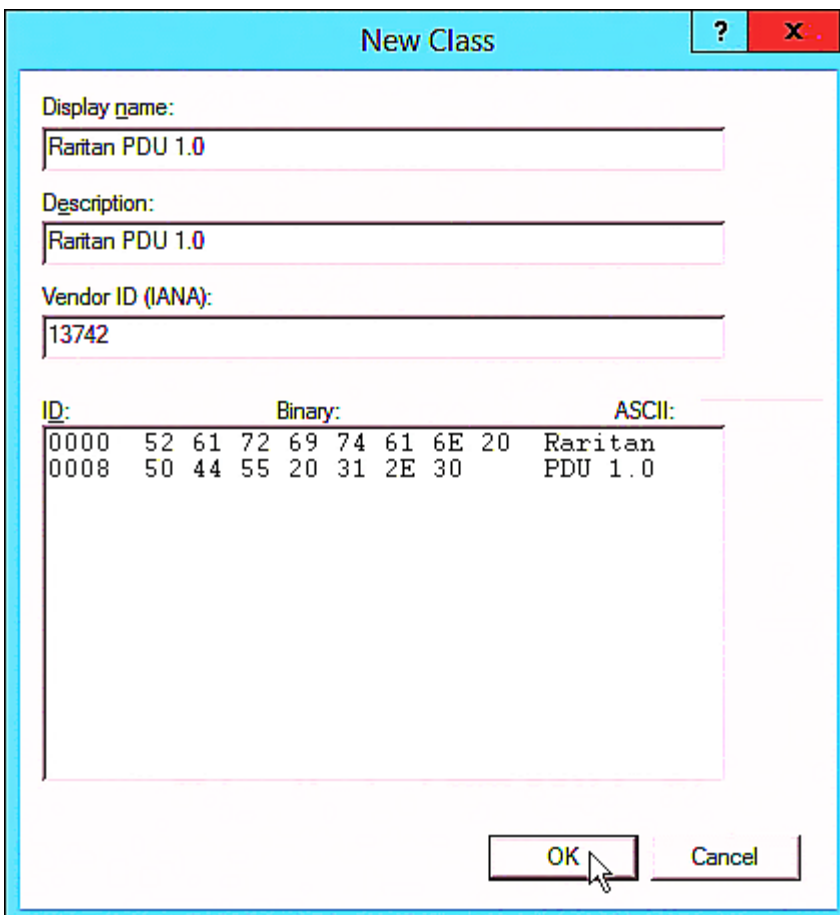 New Class
?
x
Display name:
Raritan PDU 1.0
Description:
Raritan PDU 1.0
Vendor ID (IANA):
13742
ID: Binary: ASCII:
0000 52 61 72 69 74 61 6E 20 Raritan
0008 50 44 55 20 31 2E 30 PDU 1.0
OK Cancel